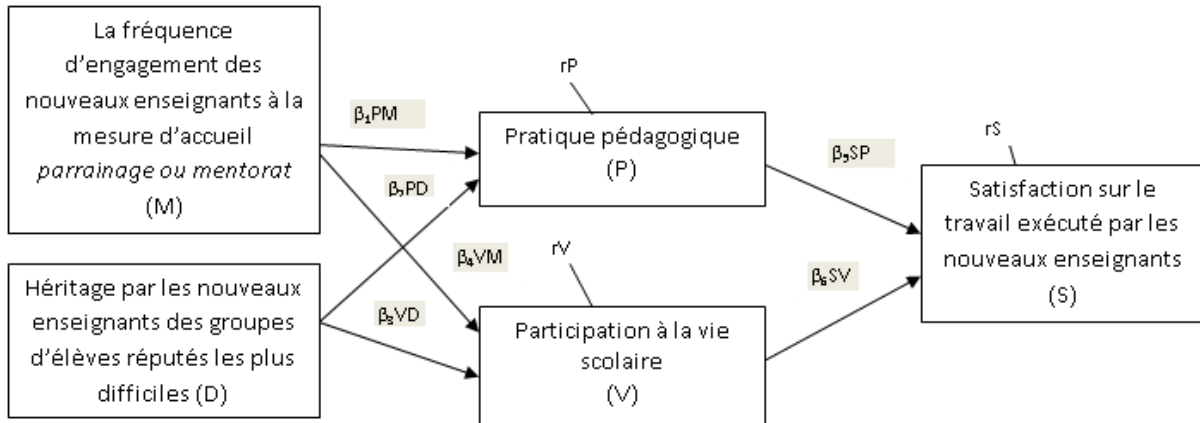 La fréquence
d'engagement des
nouveaux enseignants à la
mesure d'accueil
parrainage ou mentorat
(M)
Héritage par les nouveaux
enseignants des groupes
d'élèves réputés les plus
difficiles (D)
β₁PM
β₂PD
β₄VM
β₃VD
rP
Pratique pédagogique
(P)
rV
Participation à la vie
scolaire
(V)
β₅SP
β₆SV
rS
Satisfaction sur le
travail exécuté par les
nouveaux enseignants
(S)